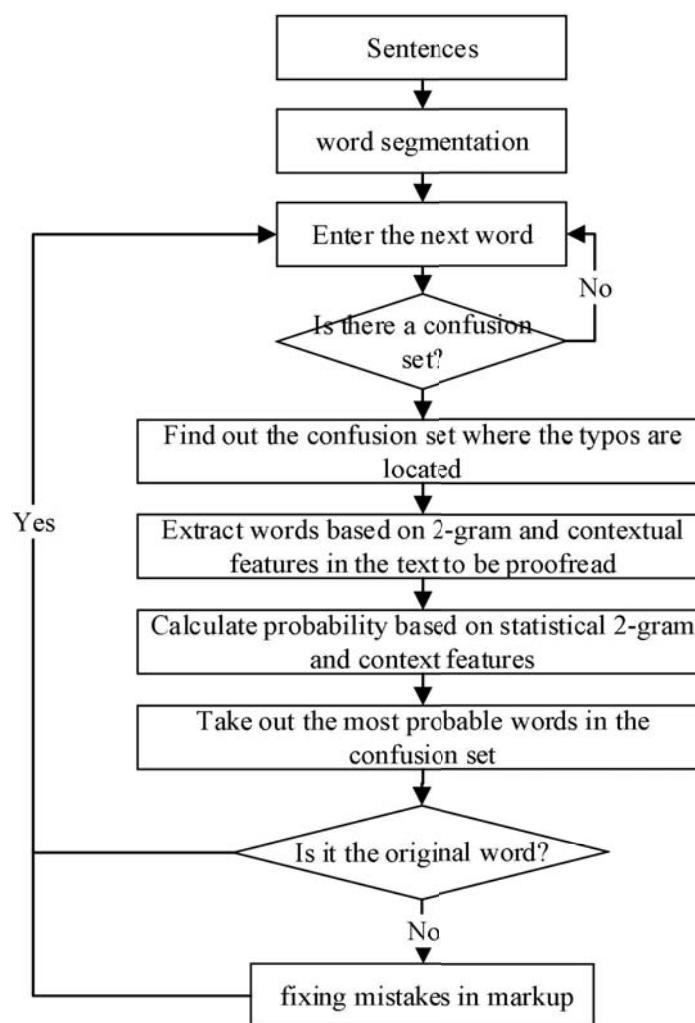 Sentences
word segmentation
Enter the next word
No
Is there a confusion
set?
Find out the confusion set where the typos are
located
Yes
Extract words based on 2-gram and contextual
features in the text to be proofread
Calculate probability based on statistical 2-gram
and context features
Take out the most probable words in the
confusion set
Is it the original word?
No
fixing mistakes in markup